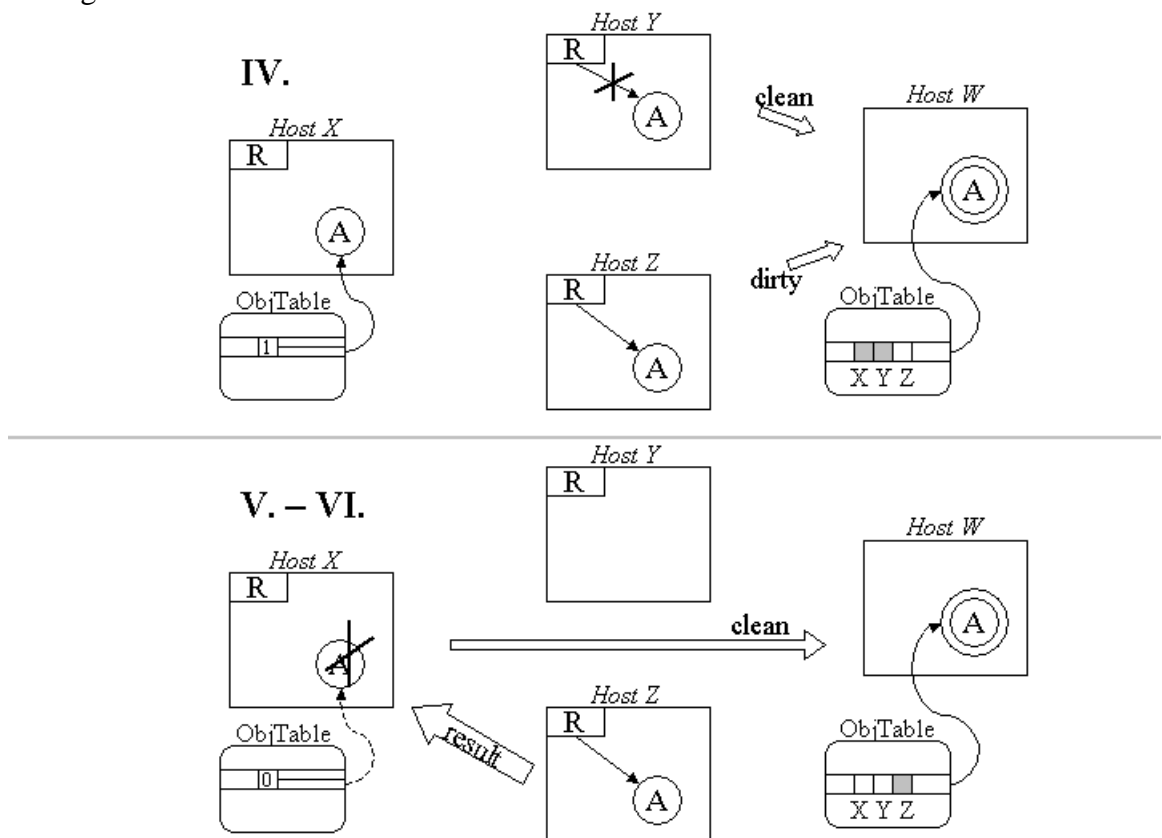 Host Y
R
IV.
A
clean
Host W
Host X
R
A
A
Host Z
R
dirty
ObjTable
ObjTable
1
A
X Y Z
Host Y
R
V. – VI.
Host W
Host X
R
A
clean
A
Host Z
R
ObjTable
result
ObjTable
0
A
X Y Z